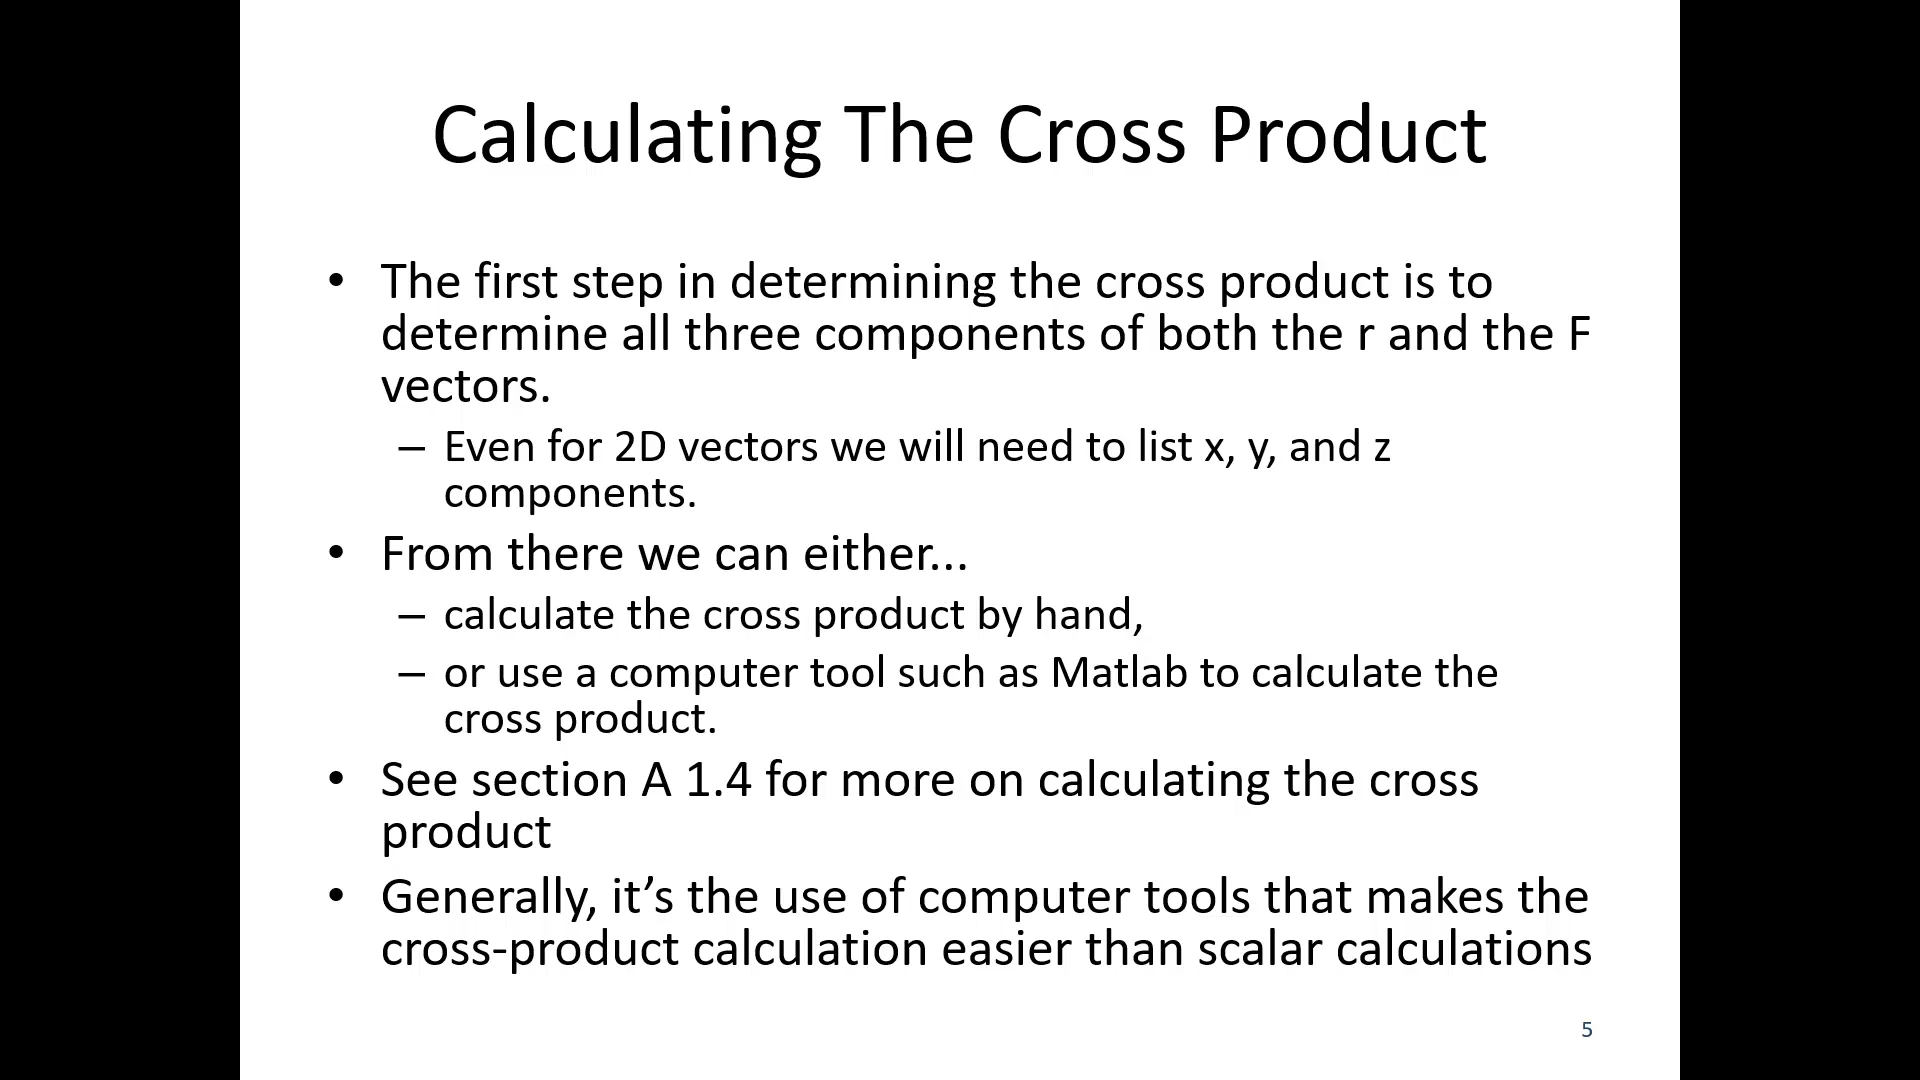 Calculating The Cross Product
• The first step in determining the cross product is to
determine all three components of both the r and the F
vectors.
– Even for 2D vectors we will need to list x, y, and z
components.
• From there we can either...
– calculate the cross product by hand,
– or use a computer tool such as Matlab to calculate the
cross product.
• See section A 1.4 for more on calculating the cross
product
• Generally, it’s the use of computer tools that makes the
cross-product calculation easier than scalar calculations
5